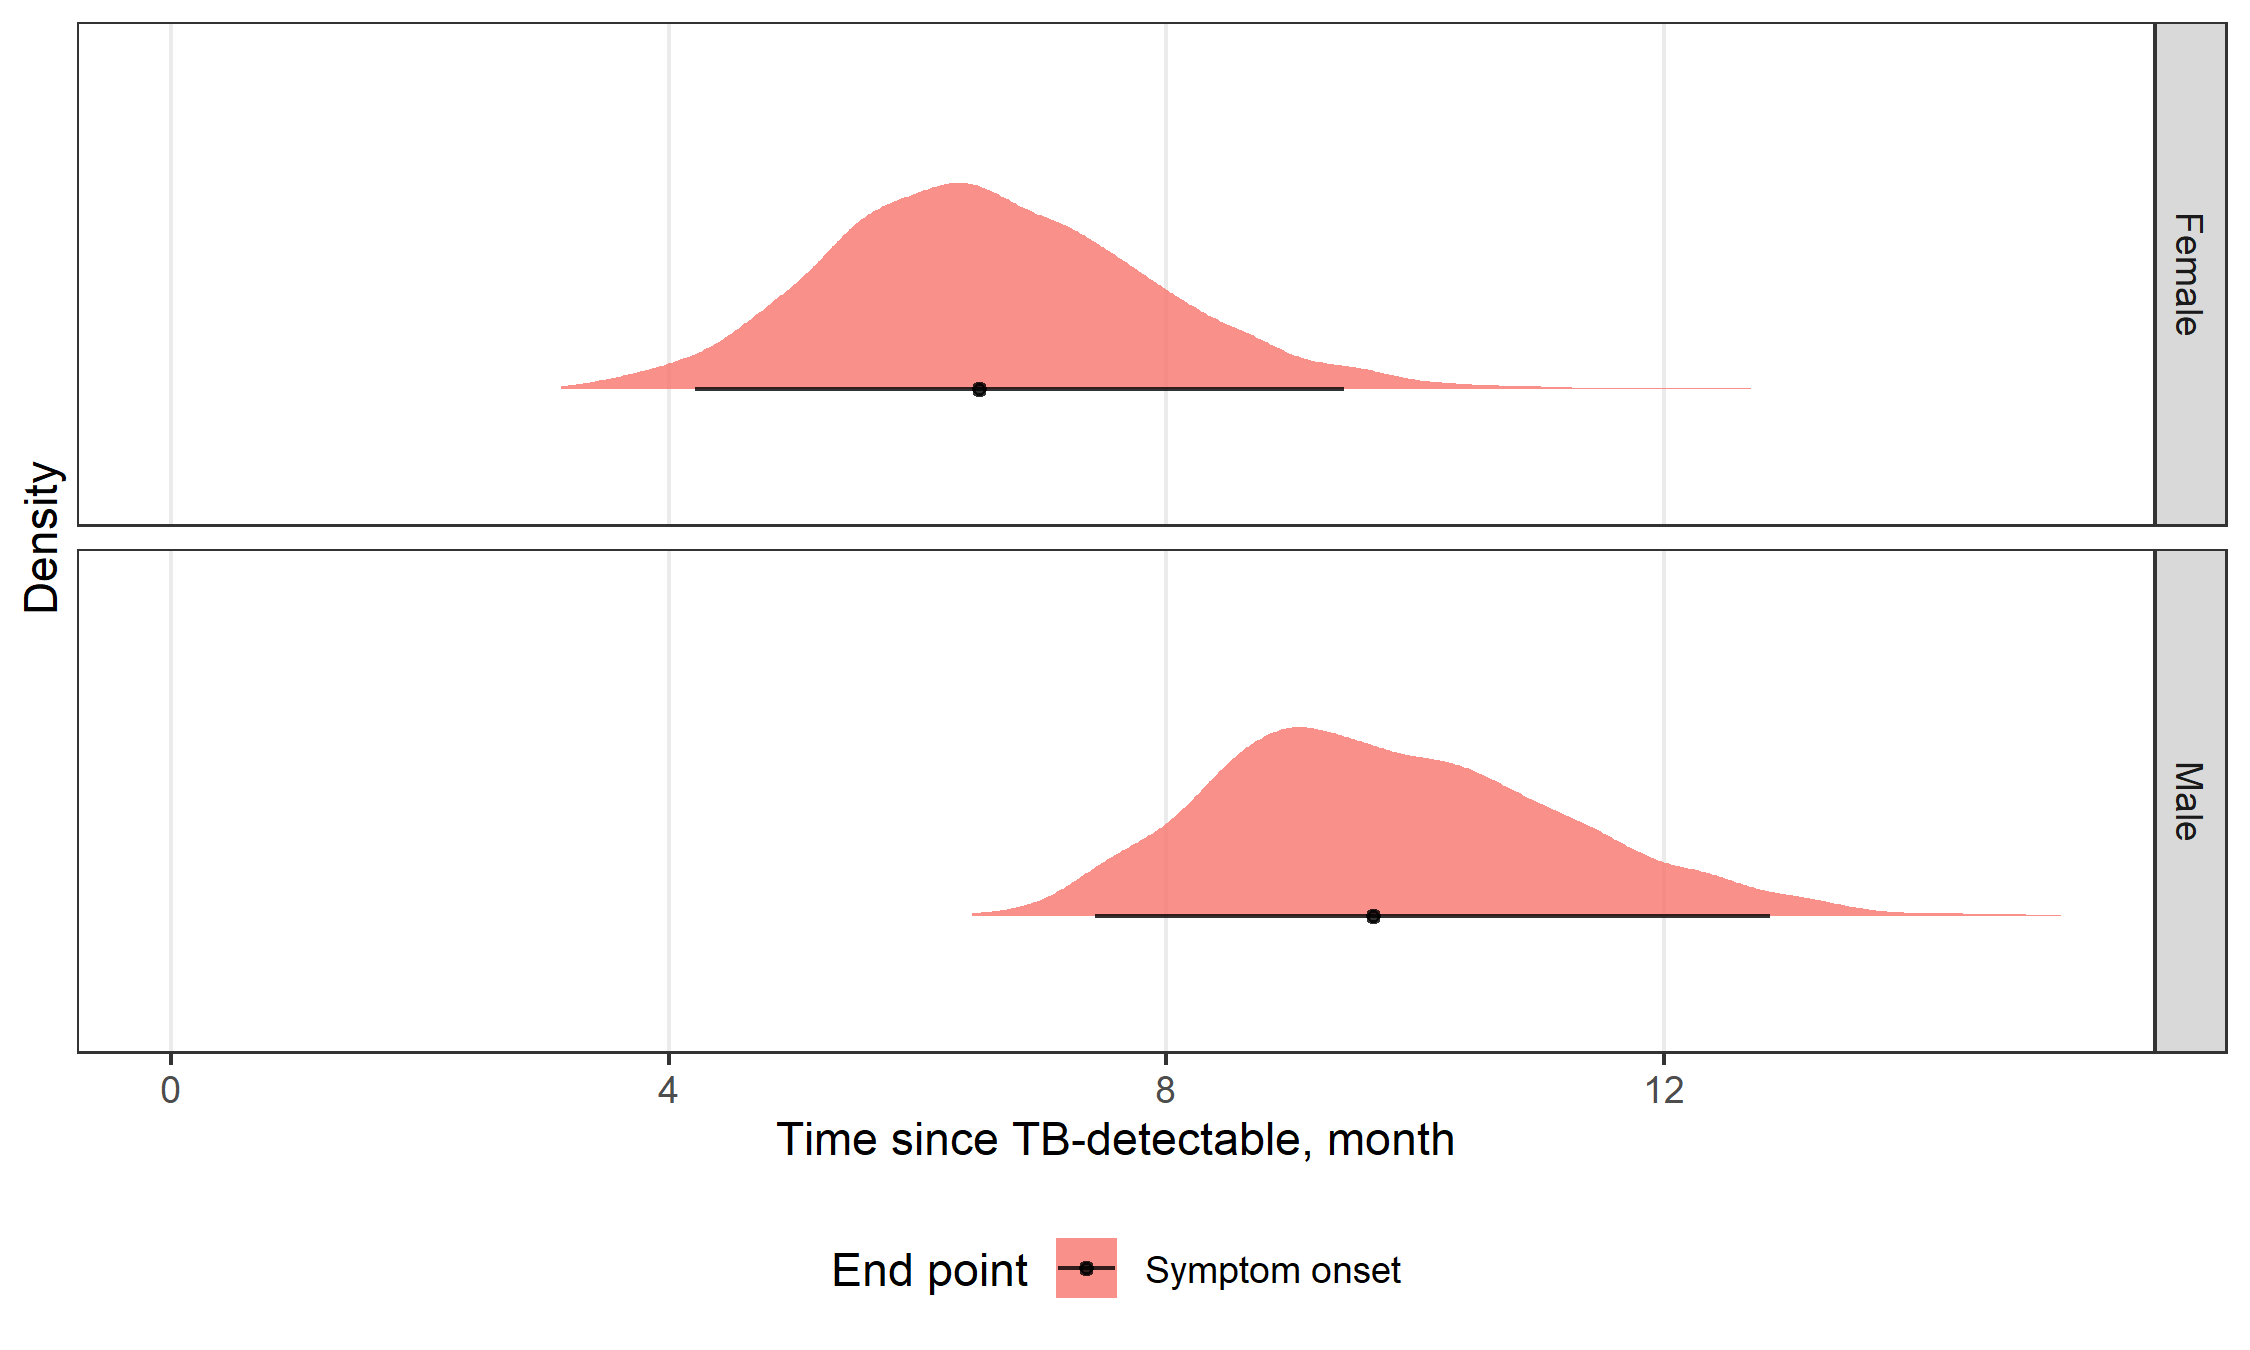 Female
Density
Male
0 4 8 12
Time since TB-detectable, month
End point Symptom onset